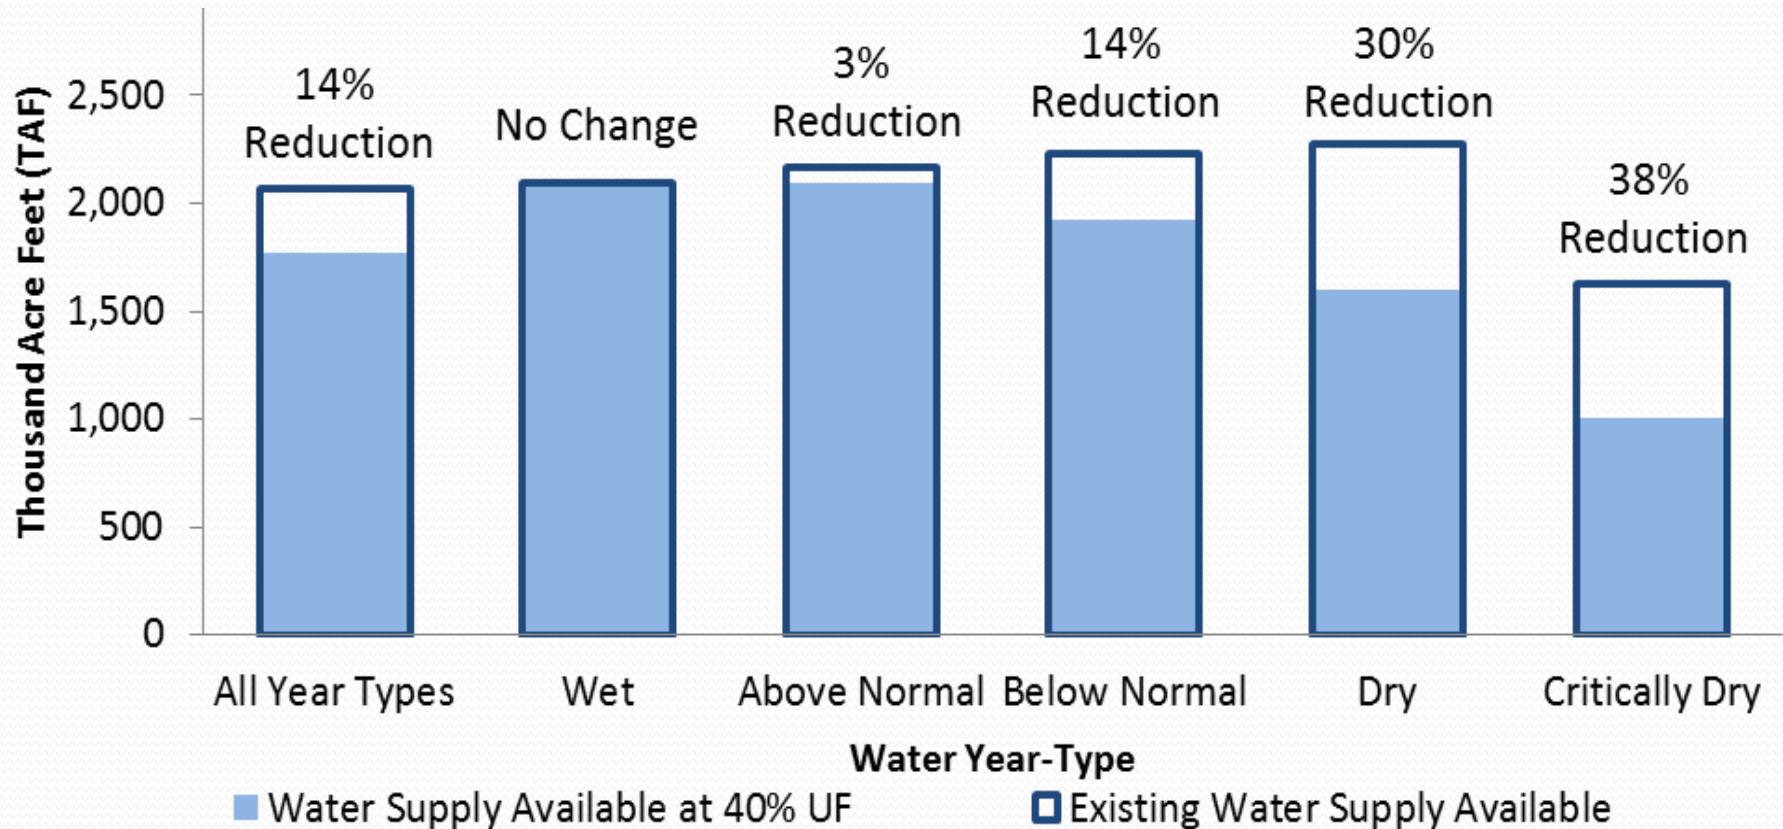 Thousand Acre Feet (TAF)
2,500
2,000
1,500
1,000
500
0
14%
Reduction
No Change
3%
Reduction
14%
Reduction
30%
Reduction
38%
Reduction
All Year Types
Wet
Above Normal
Below Normal
Dry
Critically Dry
Water Year-Type
Water Supply Available at 40% UF
Existing Water Supply Available